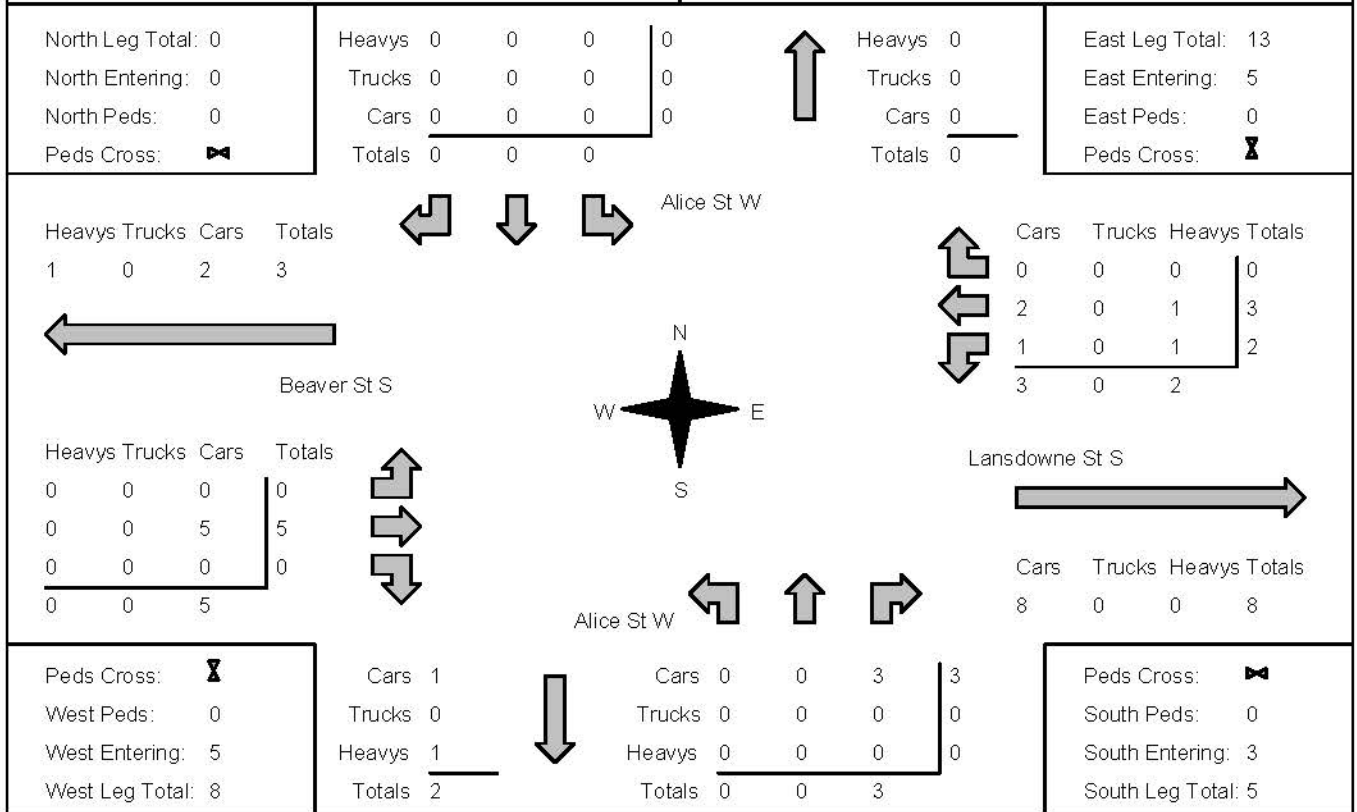 North Leg Total: 0
North Entering: 0
North Peds: 0
Peds Cross:
Heavys 0 0 0 0
Trucks 0 0 0 0
Cars 0 0 0 0
Totals 0 0 0
Heavys 0
Trucks 0
Cars 0
Totals 0
East Leg Total: 13
East Entering: 5
East Peds: 0
Peds Cross:
Alice St W
Heavys Trucks Cars Totals
1 0 2 3
Cars Trucks Heavys Totals
0 0 0 0
2 0 1 3
1 0 1 2
3 0 2
Beaver St S
N
W E
S
Heavys Trucks Cars Totals
0 0 0 0
0 0 5 5
0 0 0 0
0 0 5
Lansdowne St S
Cars Trucks Heavys Totals
8 0 0 8
Alice St W
Peds Cross:
West Peds: 0
West Entering: 5
West Leg Total: 8
Cars 1
Trucks 0
Heavys 1
Totals 2
Cars 0 0 3 3
Trucks 0 0 0 0
Heavys 0 0 0 0
Totals 0 0 3
Peds Cross:
South Peds: 0
South Entering: 3
South Leg Total: 5